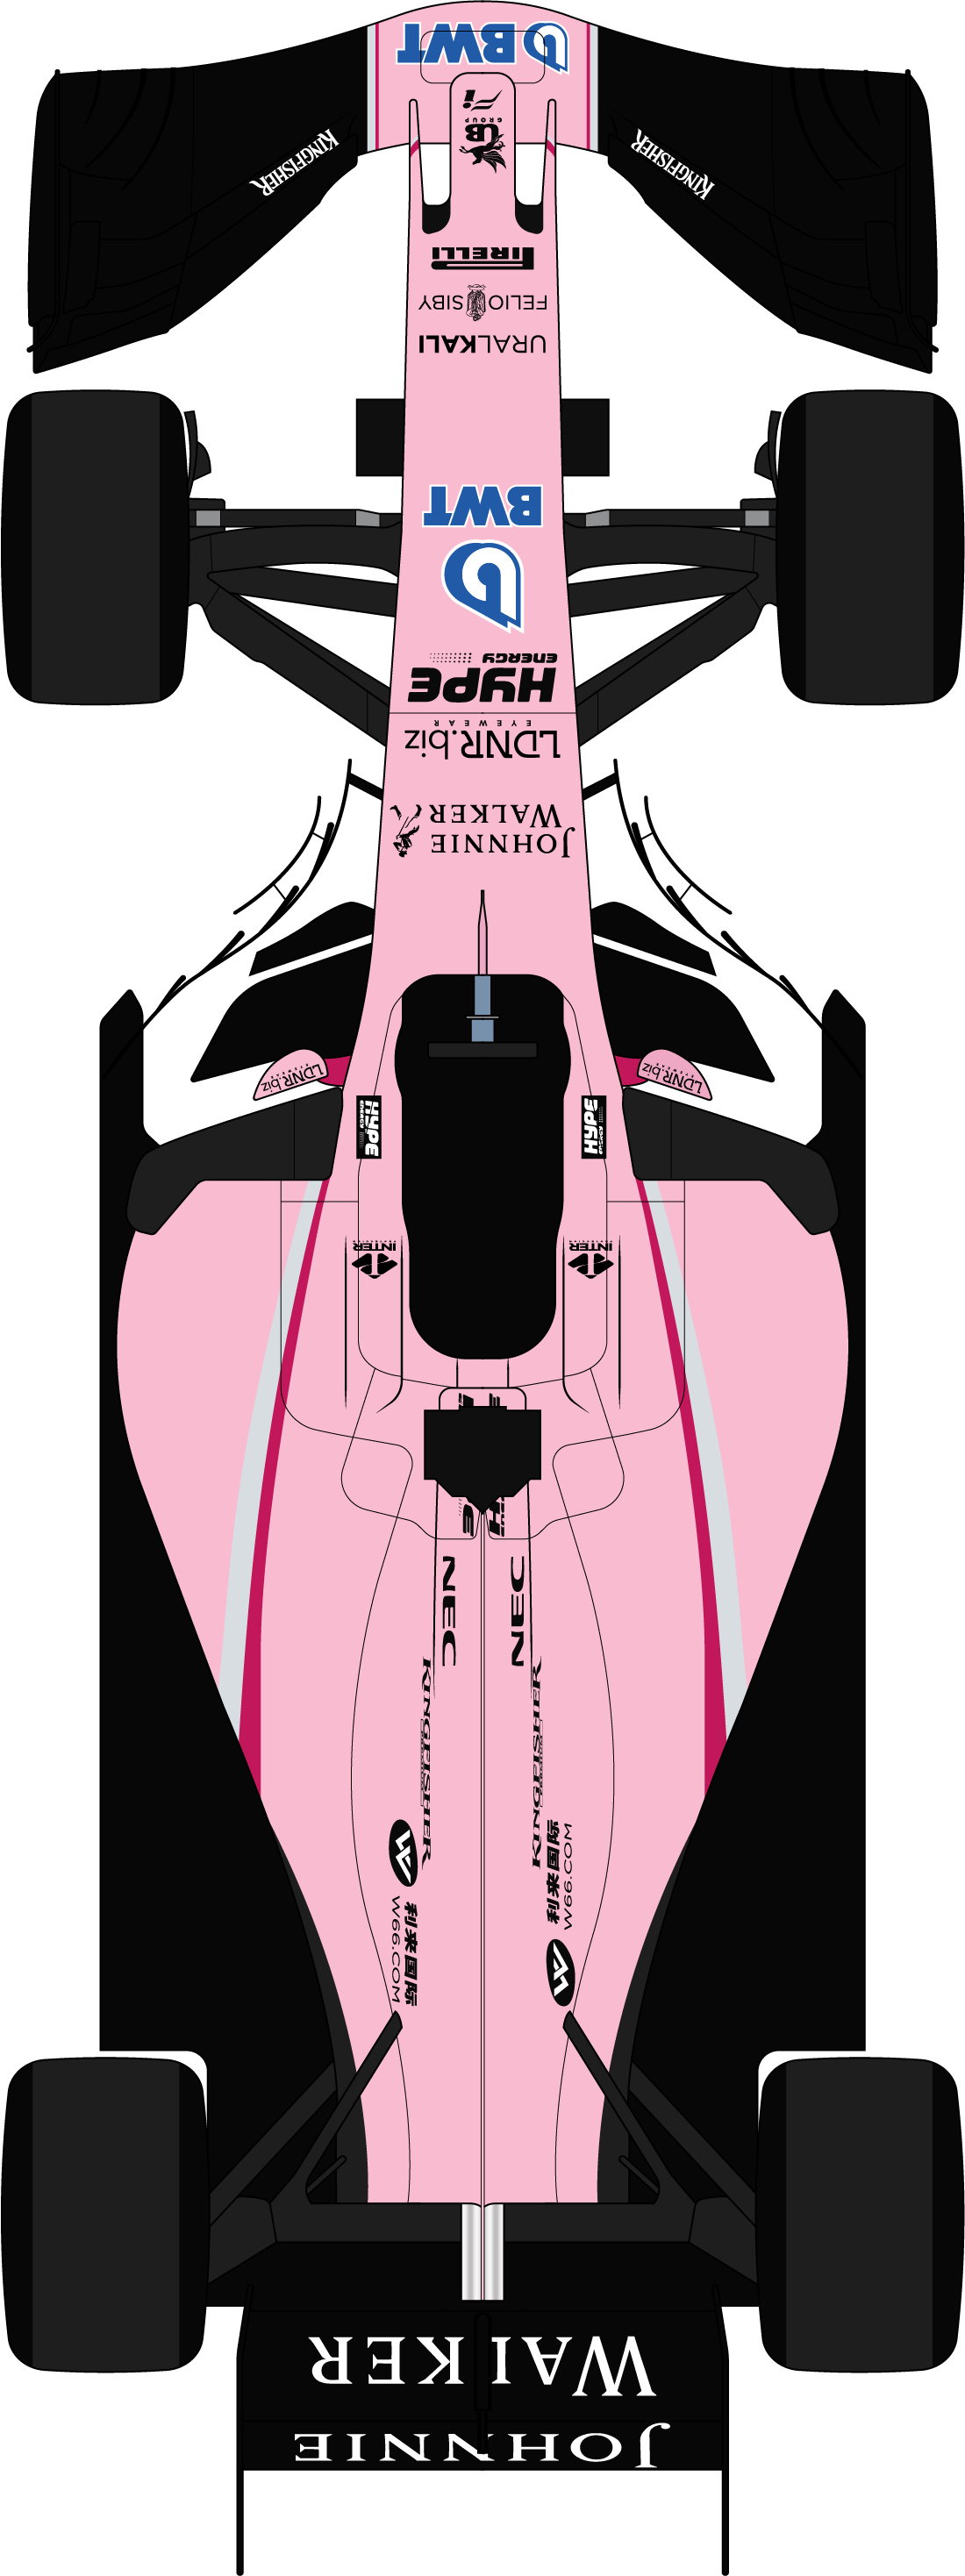 BWT
Fi
UB
GROUP
KINGFISHER
KINGFISHER
PIRELLI
FELIO SIBY
URALKALI
BWT
HYPE
ENERGY
LDNR.biz
EYEWEAR
JOHNNIE
WALKER
LDNR.biz
LDNR.biz
HYPE
ENERGY
HYPE
INTER
INTER
NEC
NEC
KINGFISHER
KINGFISHER
利来国际
W66.COM
利来国际
W66.COM
JOHNNIE
WALKER